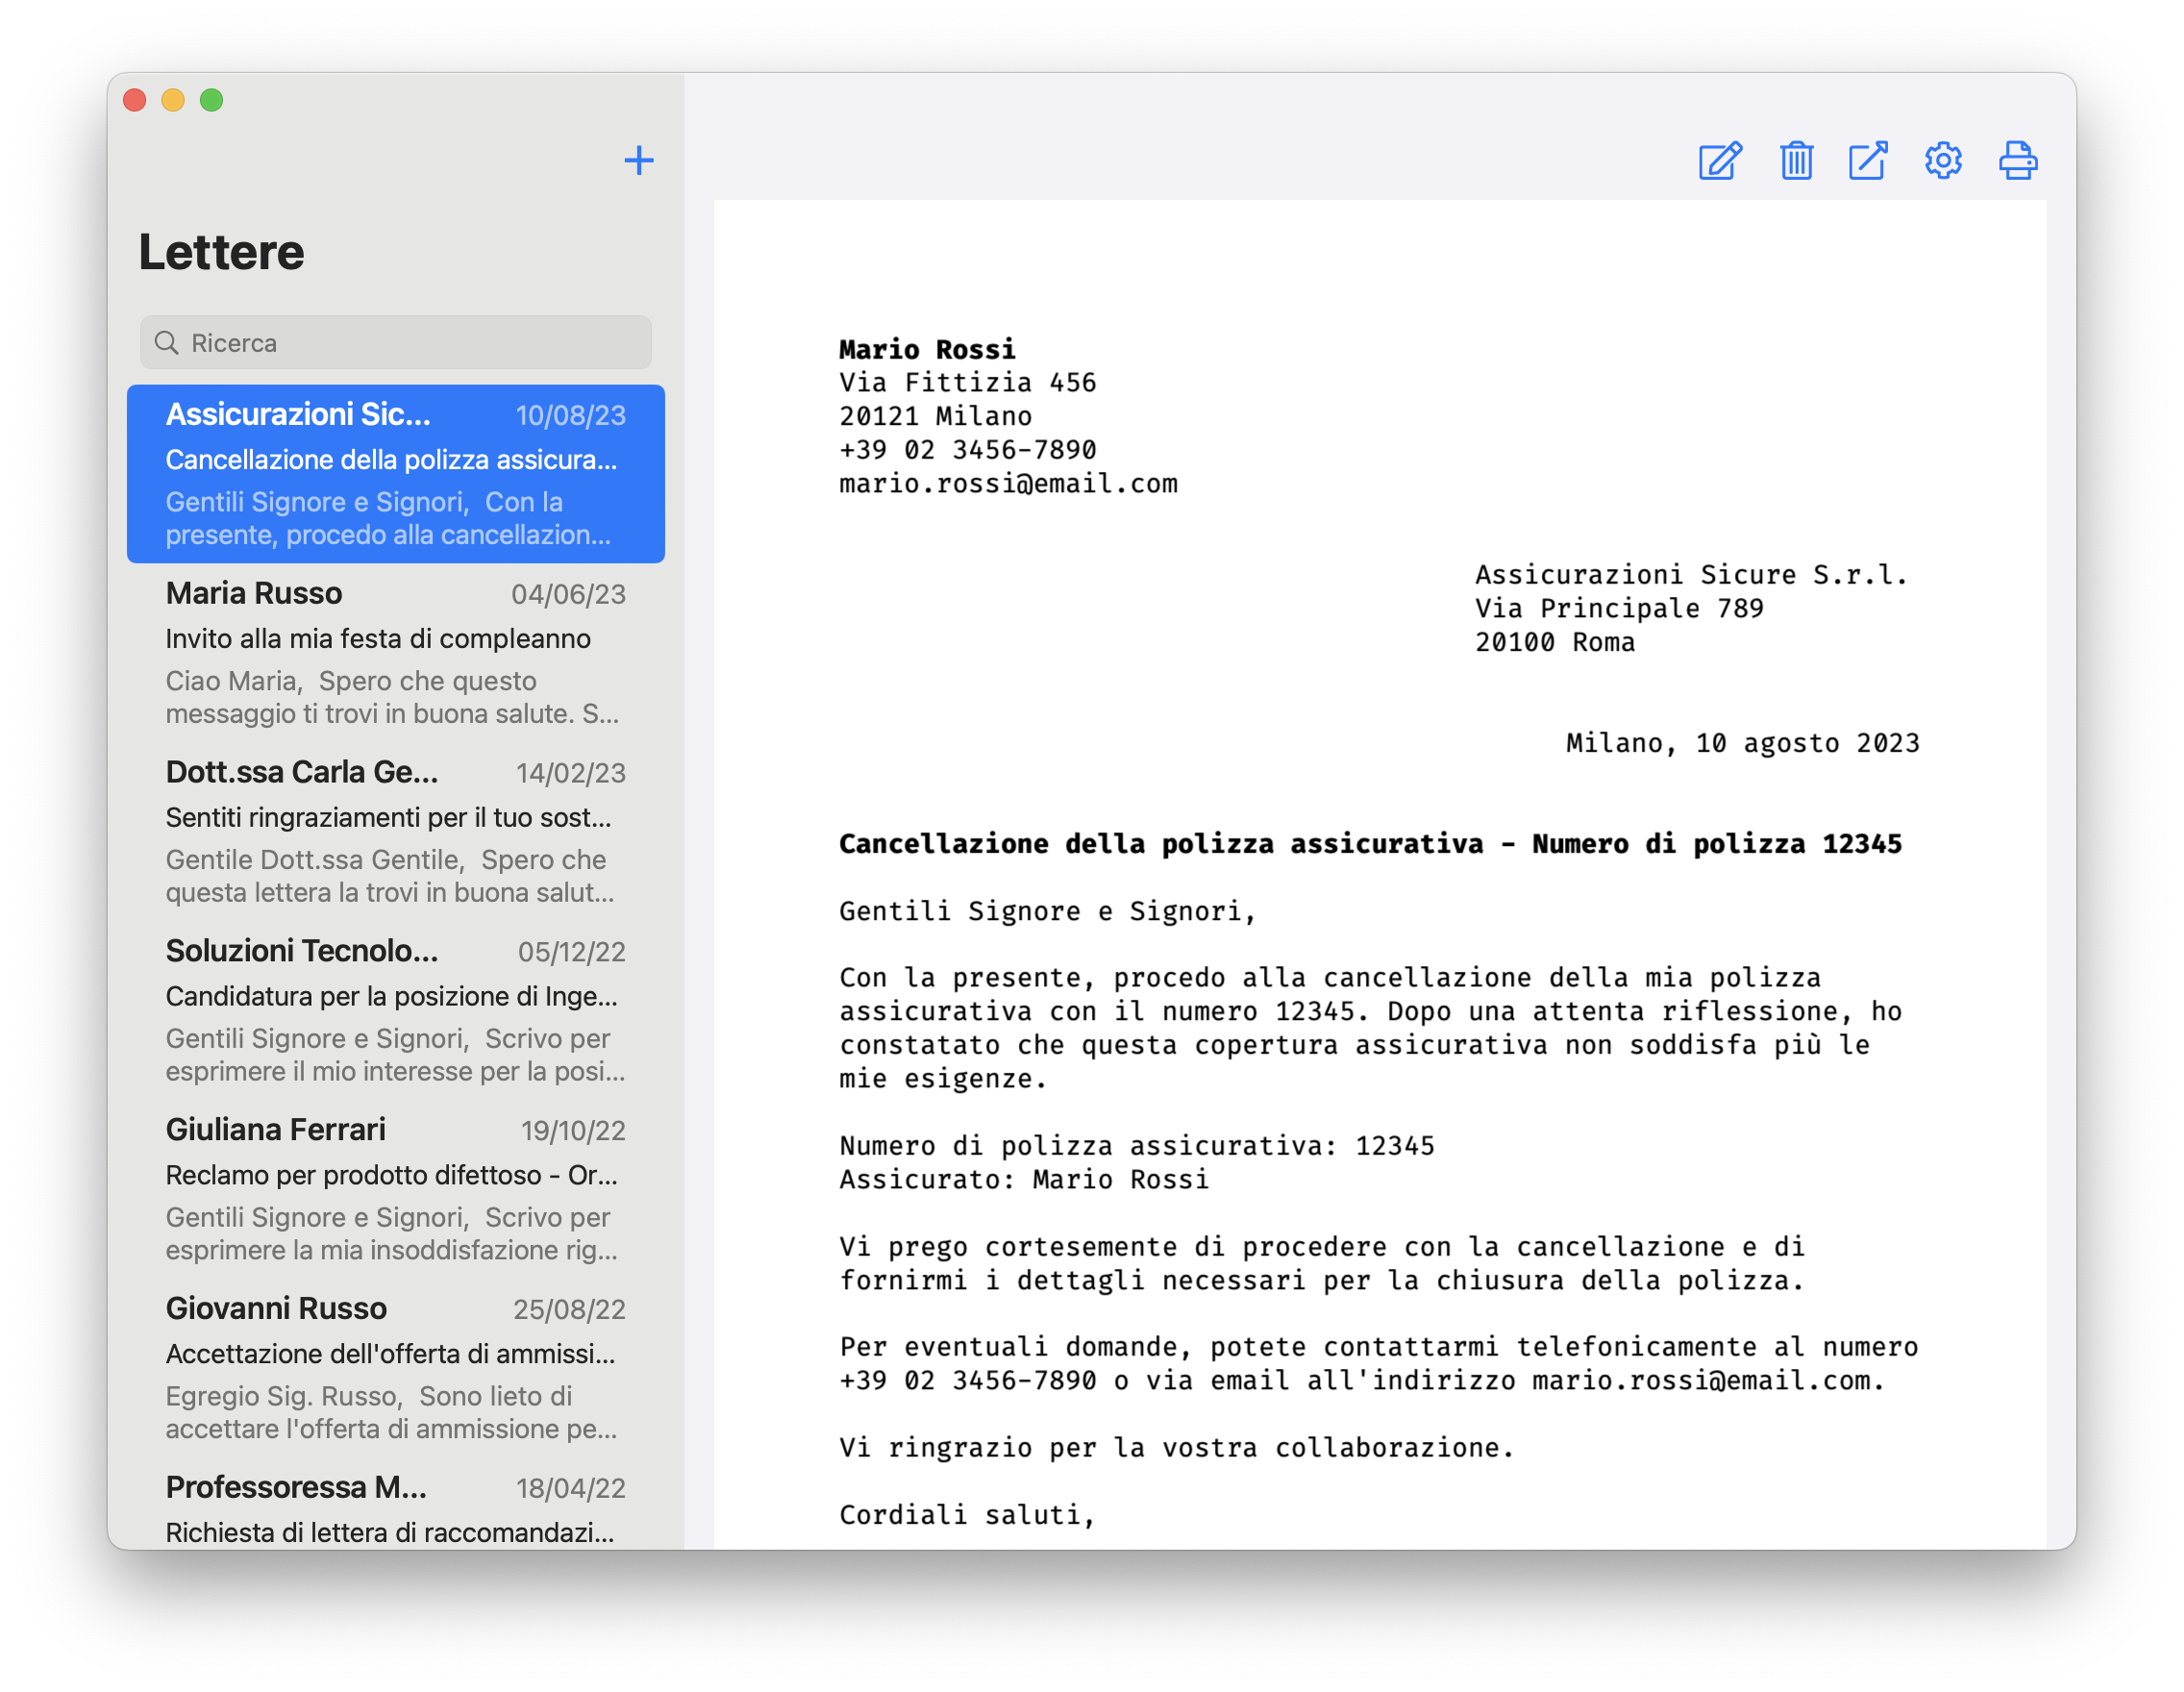 Lettere
Ricerca
Assicurazioni Sic... 10/08/23
Cancellazione della polizza assicura...
Gentili Signore e Signori,  Con la
presente, procedo alla cancellazion...
Maria Russo 04/06/23
Invito alla mia festa di compleanno
Ciao Maria,  Spero che questo
messaggio ti trovi in buona salute. S...
Dott.ssa Carla Ge... 14/02/23
Sentiti ringraziamenti per il tuo sost...
Gentile Dott.ssa Gentile,  Spero che
questa lettera la trovi in buona salut...
Soluzioni Tecnolo... 05/12/22
Candidatura per la posizione di Inge...
Gentili Signore e Signori,  Scrivo per
esprimere il mio interesse per la posi...
Giuliana Ferrari 19/10/22
Reclamo per prodotto difettoso - Or...
Gentili Signore e Signori,  Scrivo per
esprimere la mia insoddisfazione rig...
Giovanni Russo 25/08/22
Accettazione dell'offerta di ammissi...
Egregio Sig. Russo,  Sono lieto di
accettare l'offerta di ammissione pe...
Professoressa M... 18/04/22
Richiesta di lettera di raccomandazi...
Mario Rossi
Via Fittizia 456
20121 Milano
+39 02 3456-7890
mario.rossi@email.com
Assicurazioni Sicure S.r.l.
Via Principale 789
20100 Roma
Milano, 10 agosto 2023
Cancellazione della polizza assicurativa - Numero di polizza 12345
Gentili Signore e Signori,
Con la presente, procedo alla cancellazione della mia polizza
assicurativa con il numero 12345. Dopo una attenta riflessione, ho
constatato che questa copertura assicurativa non soddisfa più le
mie esigenze.
Numero di polizza assicurativa: 12345
Assicurato: Mario Rossi
Vi prego cortesemente di procedere con la cancellazione e di
fornirmi i dettagli necessari per la chiusura della polizza.
Per eventuali domande, potete contattarmi telefonicamente al numero
+39 02 3456-7890 o via email all'indirizzo mario.rossi@email.com.
Vi ringrazio per la vostra collaborazione.
Cordiali saluti,